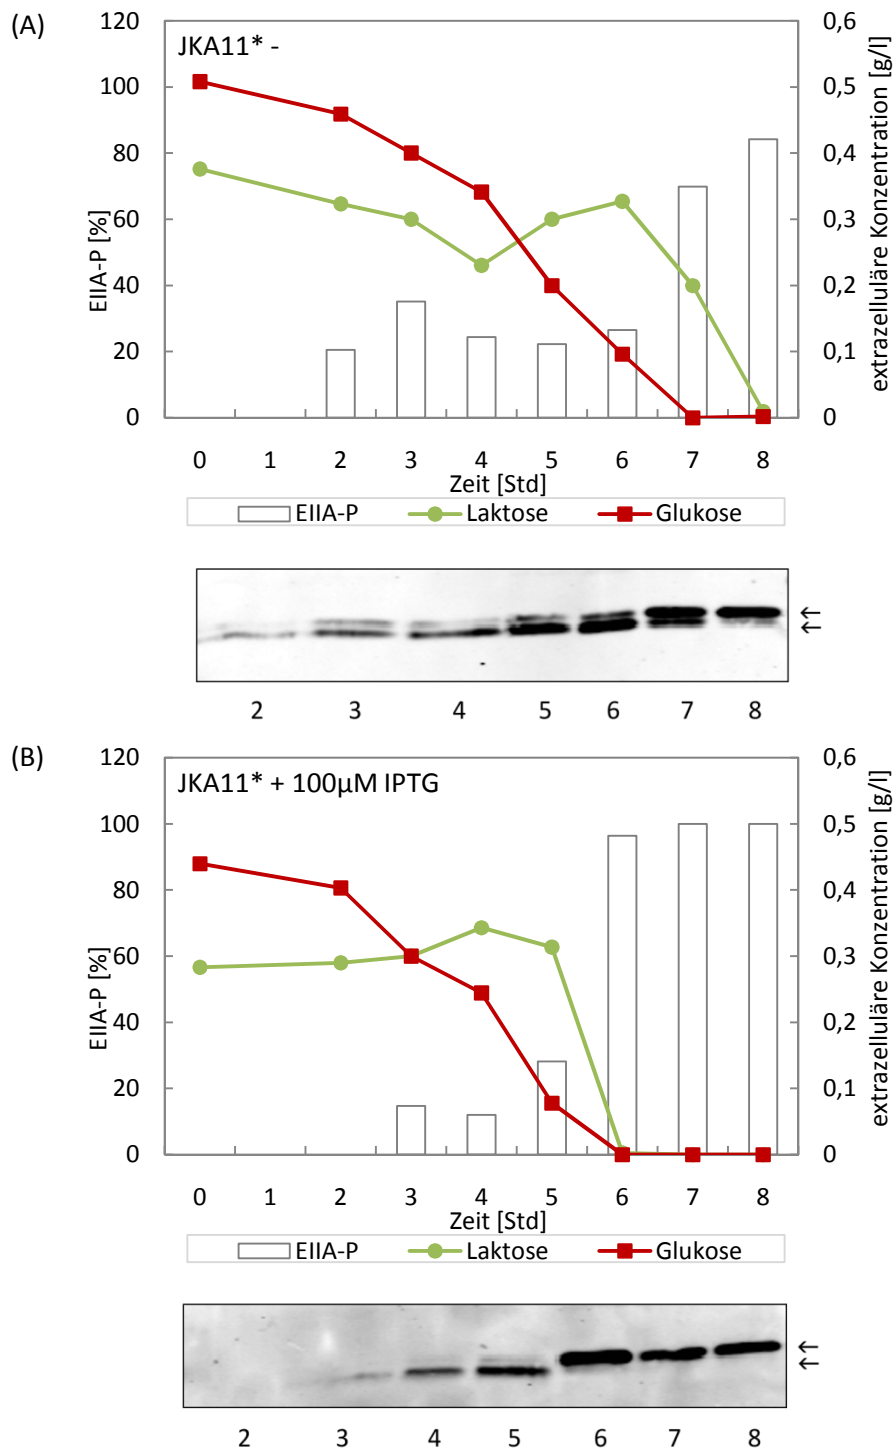 (A)
JKA11* -
120
100
80
60
40
20
0
EIIA-P [%]
0,6
0,5
0,4
0,3
0,2
0,1
0
extrazelluläre Konzentration [g/l]
0 1 2 3 4 5 6 7 8
Zeit [Std]
EIIA-P Laktose Glukose
↑↑
↑↑
2 3 4 5 6 7 8
(B)
JKA11* + 100µM IPTG
120
100
80
60
40
20
0
EIIA-P [%]
0,6
0,5
0,4
0,3
0,2
0,1
0
extrazelluläre Konzentration [g/l]
0 1 2 3 4 5 6 7 8
Zeit [Std]
EIIA-P Laktose Glukose
↑↑
↑↑
2 3 4 5 6 7 8